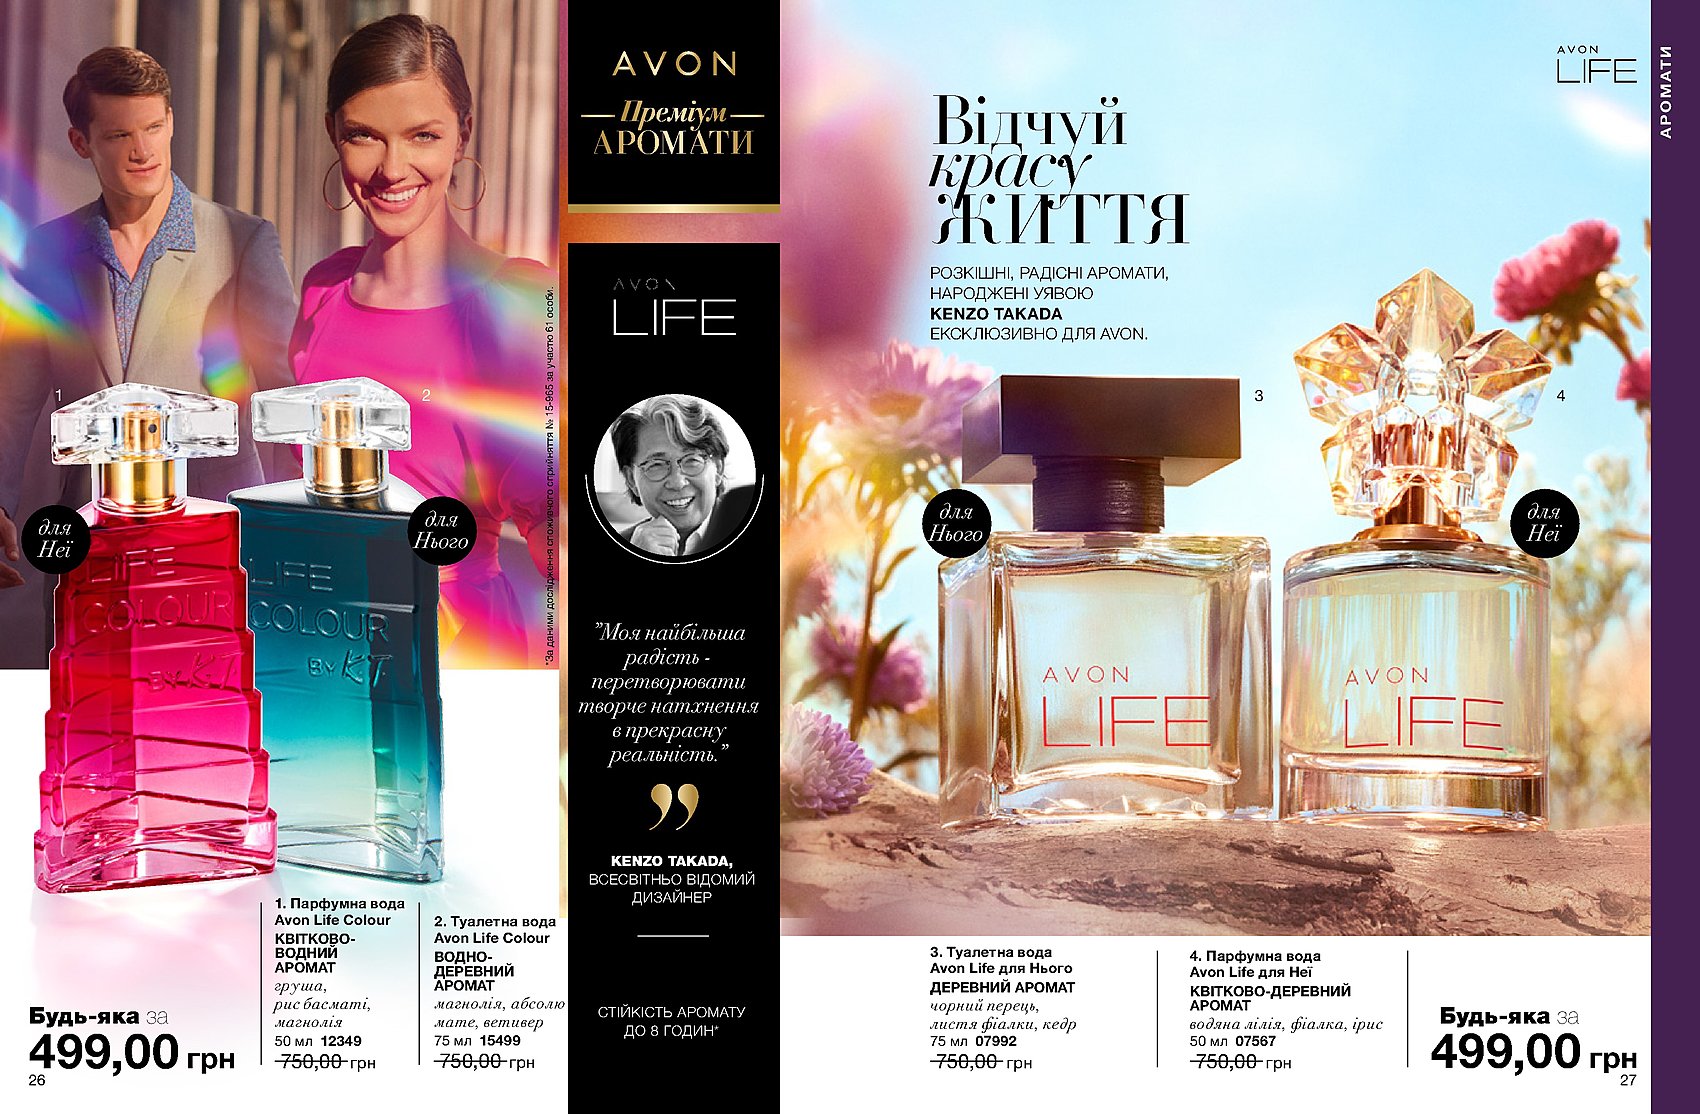 1
2
для
Неї
для
Нього
LIFE
COLOUR
BY K.T.
LIFE
COLOUR
BY K.T.
*За даними дослідження споживчого сприйняття № 15-965 за участю 61 особи.
Будь-яка за
499,00 грн
26
1. Парфумна вода
Avon Life Colour
КВІТКОВО-
ВОДНИЙ
АРОМАТ
груша,
рис басматі,
магнолія
50 мл 12349
750,00 грн
2. Туалетна вода
Avon Life Colour
ВОДНО-
ДЕРЕВНИЙ
АРОМАТ
магнолія, абсолю
мате, ветивер
75 мл 15499
750,00 грн
AVON
Преміум
АРОМАТИ
AVON
LIFE
"Моя найбільша
радість -
перетворювати
творче натхнення
в прекрасну
реальність."
”
KENZO TAKADA,
ВСЕСВІТНЬО ВІДОМИЙ
ДИЗАЙНЕР
СТІЙКІСТЬ АРОМАТУ
ДО 8 ГОДИН*
AVON
LIFE
АРОМАТИ
Відчуй
красу
ЖИТТЯ
РОЗКІШНІ, РАДІСНІ АРОМАТИ,
НАРОДЖЕНІ УЯВОЮ
KENZO TAKADA
ЕКСКЛЮЗИВНО ДЛЯ AVON.
3
4
для
Нього
для
Неї
AVON
LIFE
AVON
LIFE
3. Туалетна вода
Avon Life для Нього
ДЕРЕВНИЙ АРОМАТ
чорний перець,
листя фіалки, кедр
75 мл 07992
750,00 грн
4. Парфумна вода
Avon Life для Неї
КВІТКОВО-ДЕРЕВНИЙ
АРОМАТ
водяна лілія, фіалка, ірис
50 мл 07567
750,00 грн
Будь-яка за
499,00 грн
27